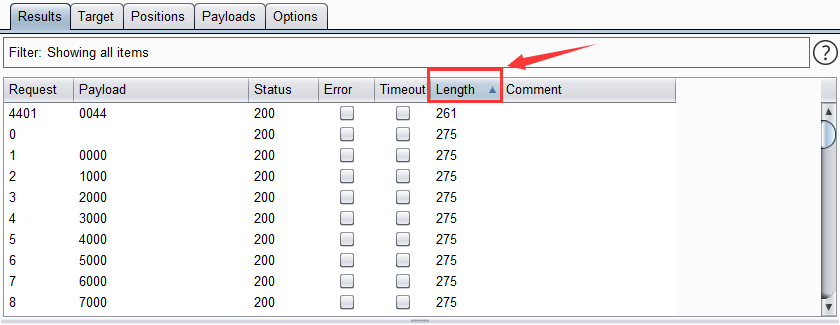 Results Target Positions Payloads Options
Filter: Showing all items ?
Request Payload Status Error Timeout Length Comment
4401 0044 200 261
0 200 275
1 0000 200 275
2 1000 200 275
3 2000 200 275
4 3000 200 275
5 4000 200 275
6 5000 200 275
7 6000 200 275
8 7000 200 275